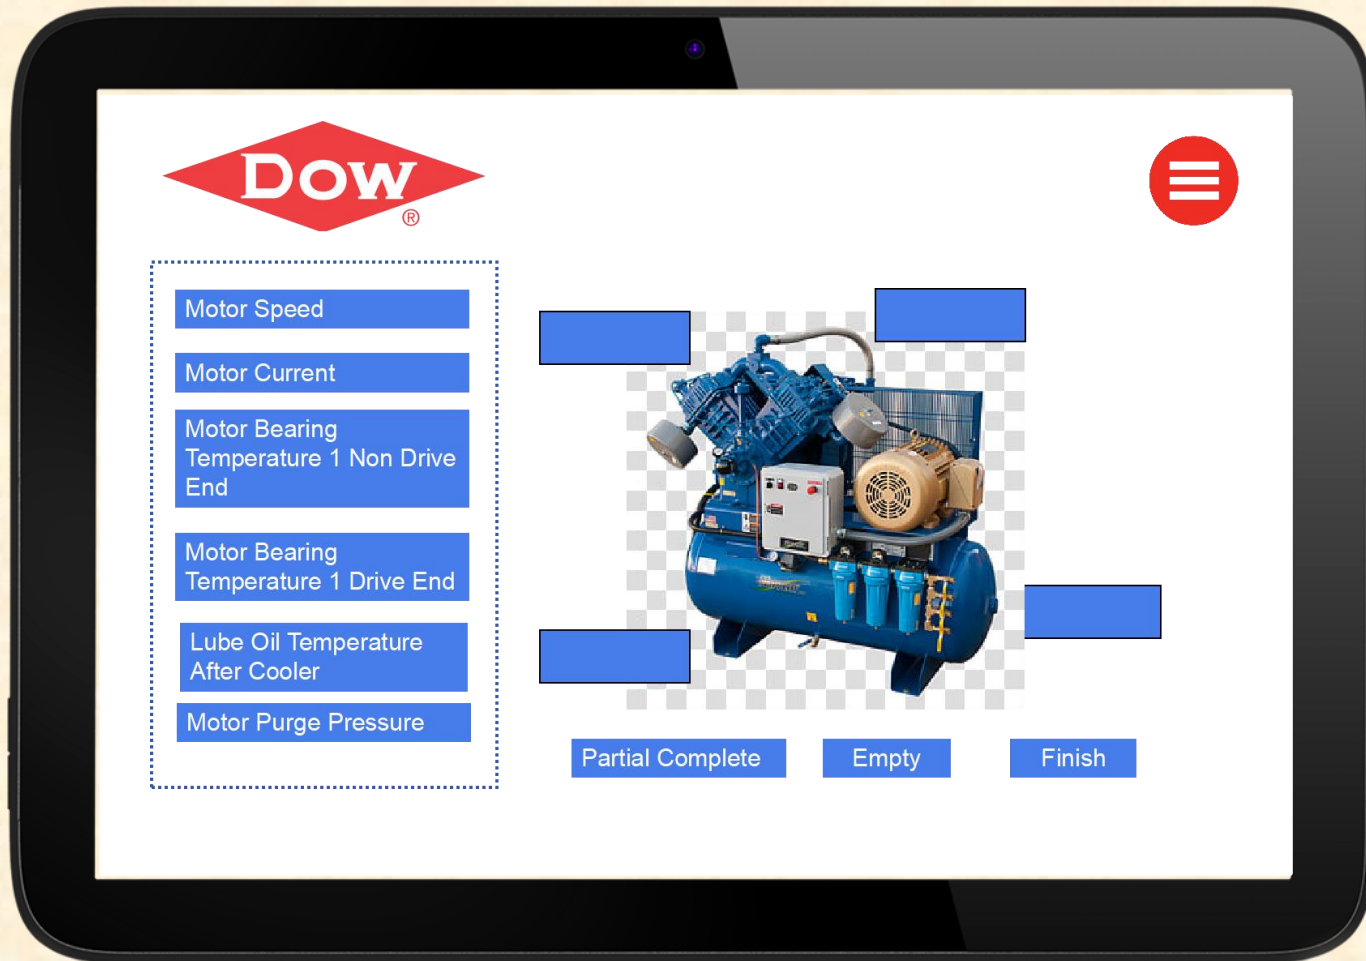 Dow
®
Motor Speed
Motor Current
Motor Bearing
Temperature 1 Non Drive
End
Motor Bearing
Temperature 1 Drive End
Lube Oil Temperature
After Cooler
Motor Purge Pressure
Partial Complete
Empty
Finish